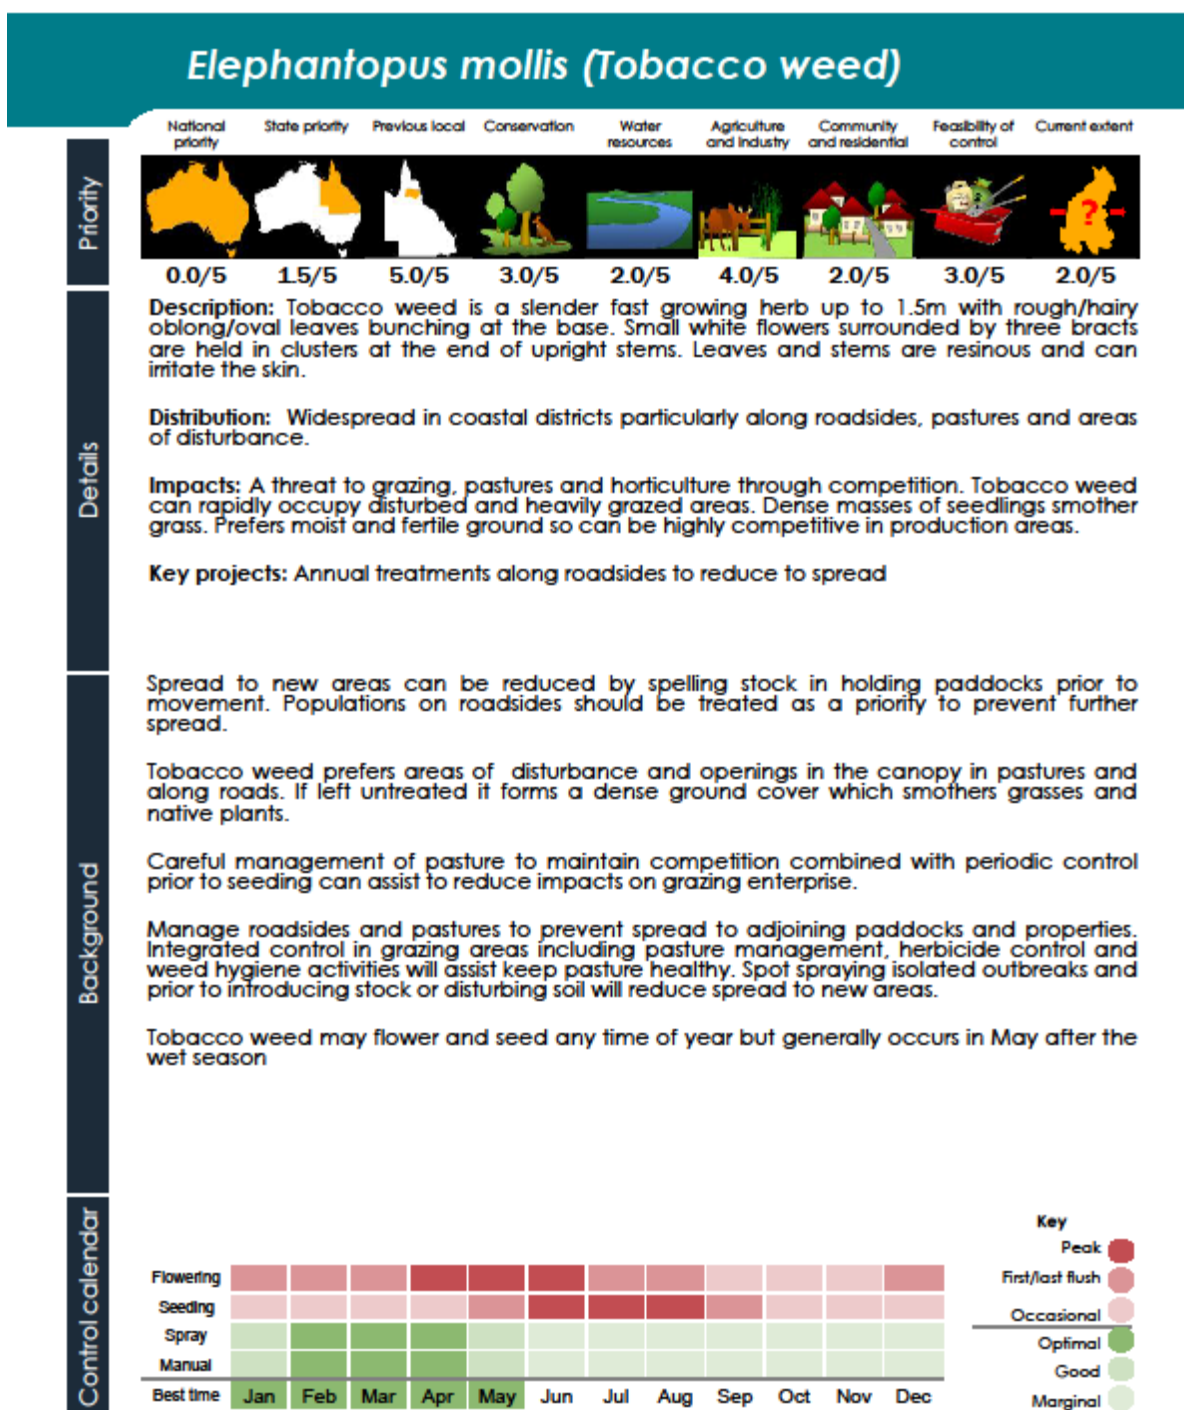 Elephantopus mollis (Tobacco weed)
National priority
State priority
Previous local
Conservation
Water resources
Agriculture and industry
Community and residential
Feasibility of control
Current extent
Priority
?
0.0/5 1.5/5 5.0/5 3.0/5 2.0/5 4.0/5 2.0/5 3.0/5 2.0/5
Details
Description: Tobacco weed is a slender fast growing herb up to 1.5m with rough/hairy
oblong/oval leaves bunching at the base. Small white flowers surrounded by three bracts
are held in clusters at the end of upright stems. Leaves and stems are resinous and can
irritate the skin.
Distribution: Widespread in coastal districts particularly along roadsides, pastures and areas
of disturbance.
Impacts: A threat to grazing, pastures and horticulture through competition. Tobacco weed
can rapidly occupy disturbed and heavily grazed areas. Dense masses of seedlings smother
grass. Prefers moist and fertile ground so can be highly competitive in production areas.
Key projects: Annual treatments along roadsides to reduce to spread
Background
Spread to new areas can be reduced by spelling stock in holding paddocks prior to
movement. Populations on roadsides should be treated as a priority to prevent further
spread.
Tobacco weed prefers areas of disturbance and openings in the canopy in pastures and
along roads. If left untreated it forms a dense ground cover which smothers grasses and
native plants.
Careful management of pasture to maintain competition combined with periodic control
prior to seeding can assist to reduce impacts on grazing enterprise.
Manage roadsides and pastures to prevent spread to adjoining paddocks and properties.
Integrated control in grazing areas including pasture management, herbicide control and
weed hygiene activities will assist keep pasture healthy. Spot spraying isolated outbreaks and
prior to introducing stock or disturbing soil will reduce spread to new areas.
Tobacco weed may flower and seed any time of year but generally occurs in May after the
wet season
Control calendar
Flowering
Seeding
Spray
Manual
Best time Jan Feb Mar Apr May Jun Jul Aug Sep Oct Nov Dec
Key
Peak
First/last flush
Occasional
Optimal
Good
Marginal